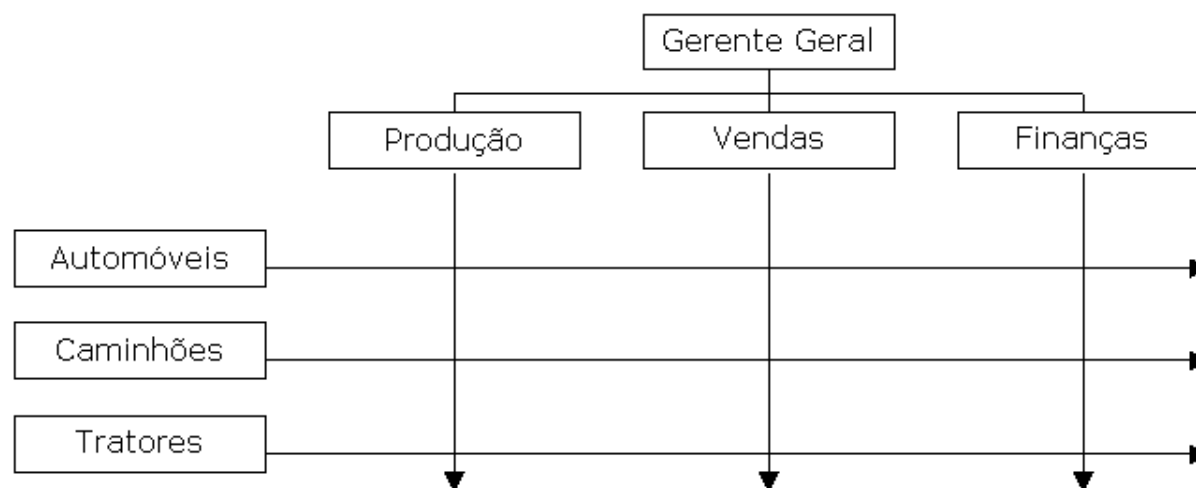 Gerente Geral
Produção
Vendas
Finanças
Automóveis
Caminhões
Tratores